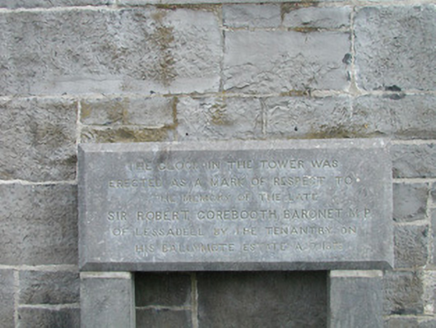 THE CLOCK IN THE TOWER WAS
ERECTED AS A MARK OF RESPECT TO
THE MEMORY OF THE LATE
SIR ROBERT GOREBOOTH BARONET M.P.
OF LESSADELL BY THE TENANTRY ON
HIS BALLYMOTE ESTATE A.D.